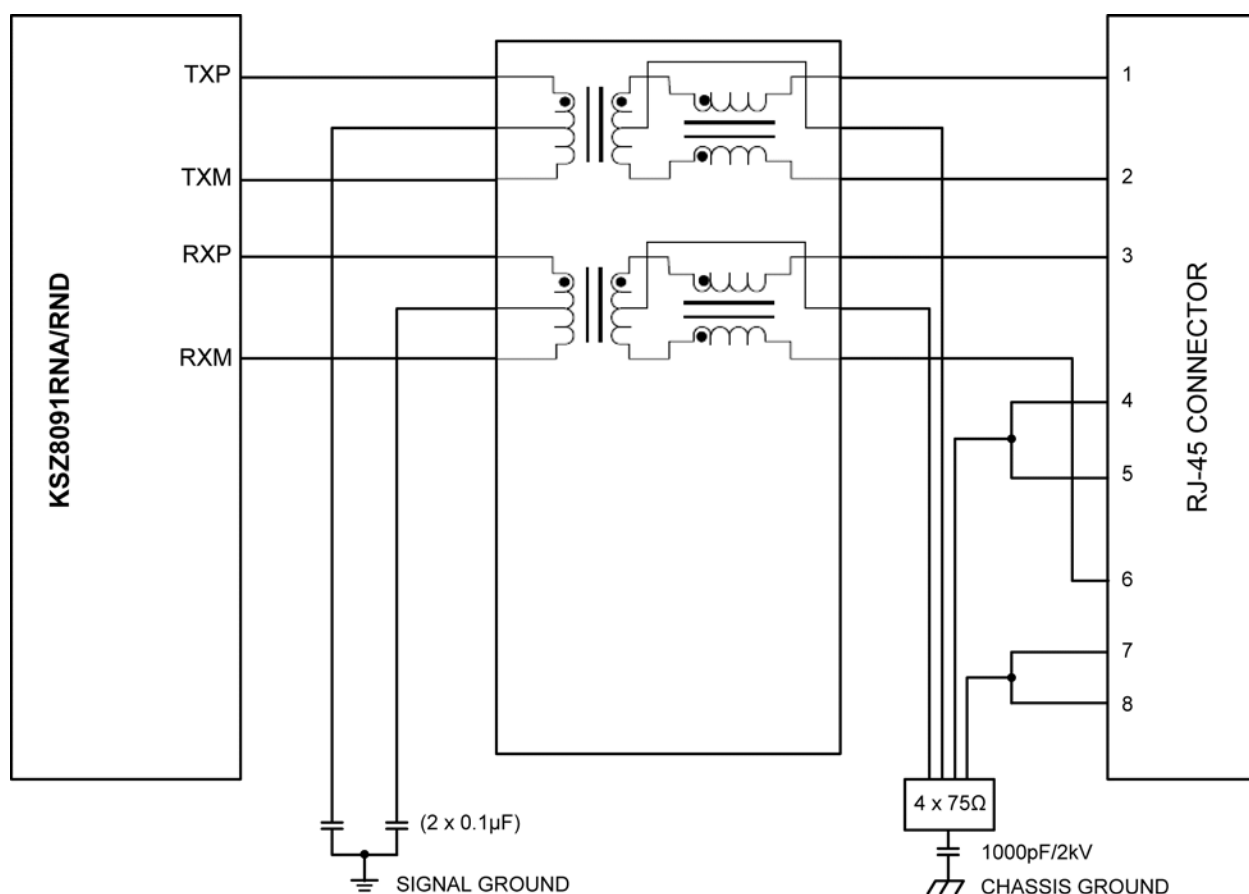 KSZ8091RNA/RND
TXP
TXM
RXP
RXM
1
2
3
4
5
6
7
8
RJ-45 CONNECTOR
(2 x 0.1µF)
SIGNAL GROUND
4 x 75Ω
1000pF/2kV
CHASSIS GROUND